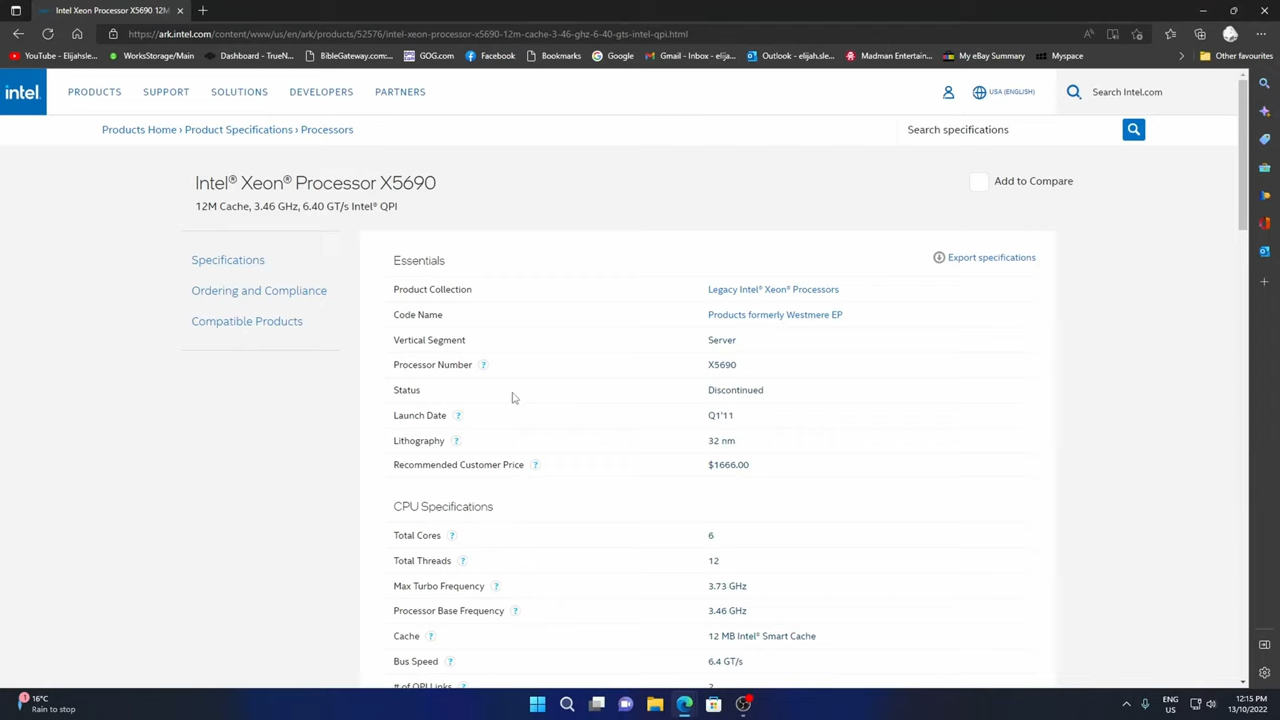 Intel Xeon Processor X5690 12M
https://ark.intel.com/content/www/us/en/ark/products/52576/intel-xeon-processor-x5690-12m-cache-3-46-ghz-6-40-gts-intel-qpi.html
YouTube - Elijahsle...
WorksStorage/Main
Dashboard - TrueN...
BibleGateway.com:...
GOG.com
Facebook
Bookmarks
Google
Gmail - Inbox - elija...
Outlook - elijah.sle...
Madman Entertain...
My eBay Summary
Myspace
Other favourites
intel.
PRODUCTS
SUPPORT
SOLUTIONS
DEVELOPERS
PARTNERS
USA (ENGLISH)
Search Intel.com
Products Home › Product Specifications › Processors
Search specifications
Intel® Xeon® Processor X5690
Add to Compare
12M Cache, 3.46 GHz, 6.40 GT/s Intel® QPI
Specifications
Ordering and Compliance
Compatible Products
Essentials
Export specifications
Product Collection Legacy Intel® Xeon® Processors
Code Name Products formerly Westmere EP
Vertical Segment Server
Processor Number ? X5690
Status Discontinued
Launch Date ? Q1'11
Lithography ? 32 nm
Recommended Customer Price ? $1666.00
CPU Specifications
Total Cores ? 6
Total Threads ? 12
Max Turbo Frequency ? 3.73 GHz
Processor Base Frequency ? 3.46 GHz
Cache ? 12 MB Intel® Smart Cache
Bus Speed ? 6.4 GT/s
# of QPI Links ? 2
1
16°C
Rain to stop
ENG
US
12:15 PM
13/10/2022